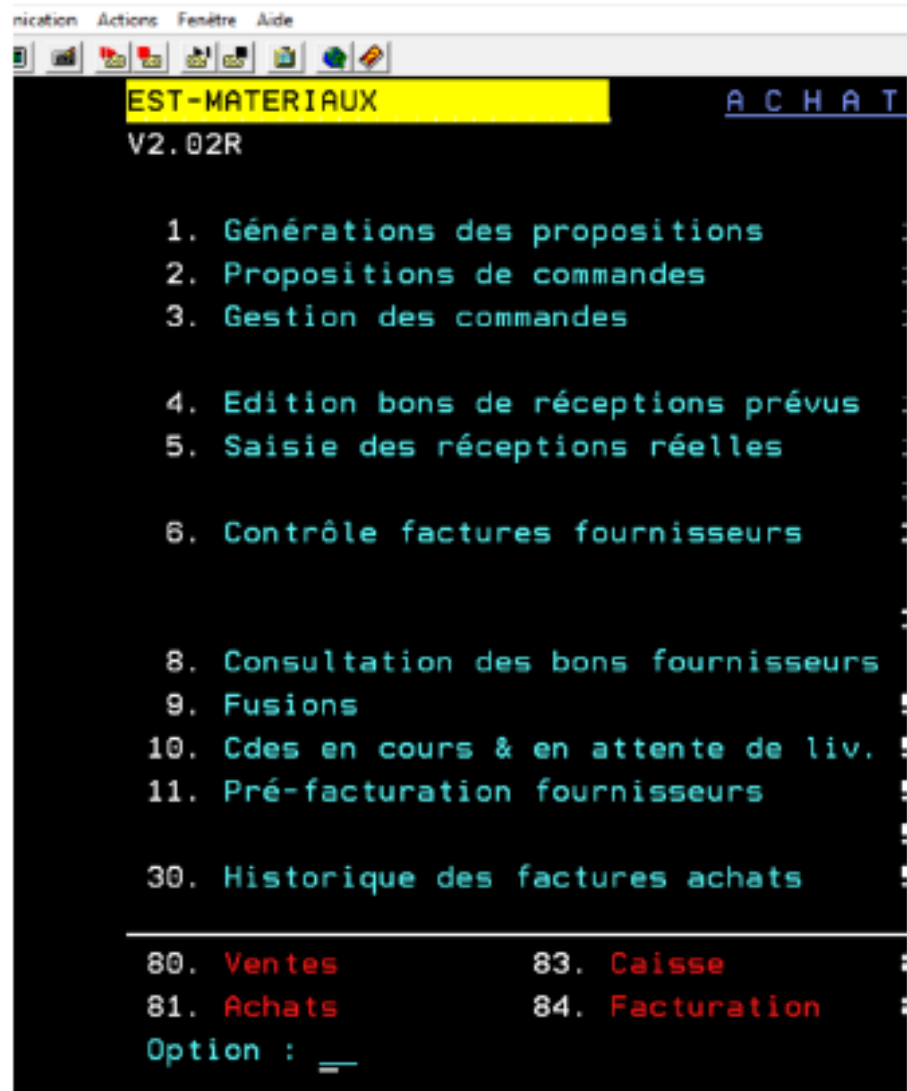 Actions Fenêtre Aide
EST-MATERIAUX A C H A T
V2.02R
1. Générations des propositions
2. Propositions de commandes
3. Gestion des commandes
4. Edition bons de réceptions prévus
5. Saisie des réceptions réelles
6. Contrôle factures fournisseurs
8. Consultation des bons fournisseurs
9. Fusions
10. Cdes en cours & en attente de liv.
11. Pré-facturation fournisseurs
30. Historique des factures achats
80. Ventes 83. Caisse
81. Achats 84. Facturation
Option : __